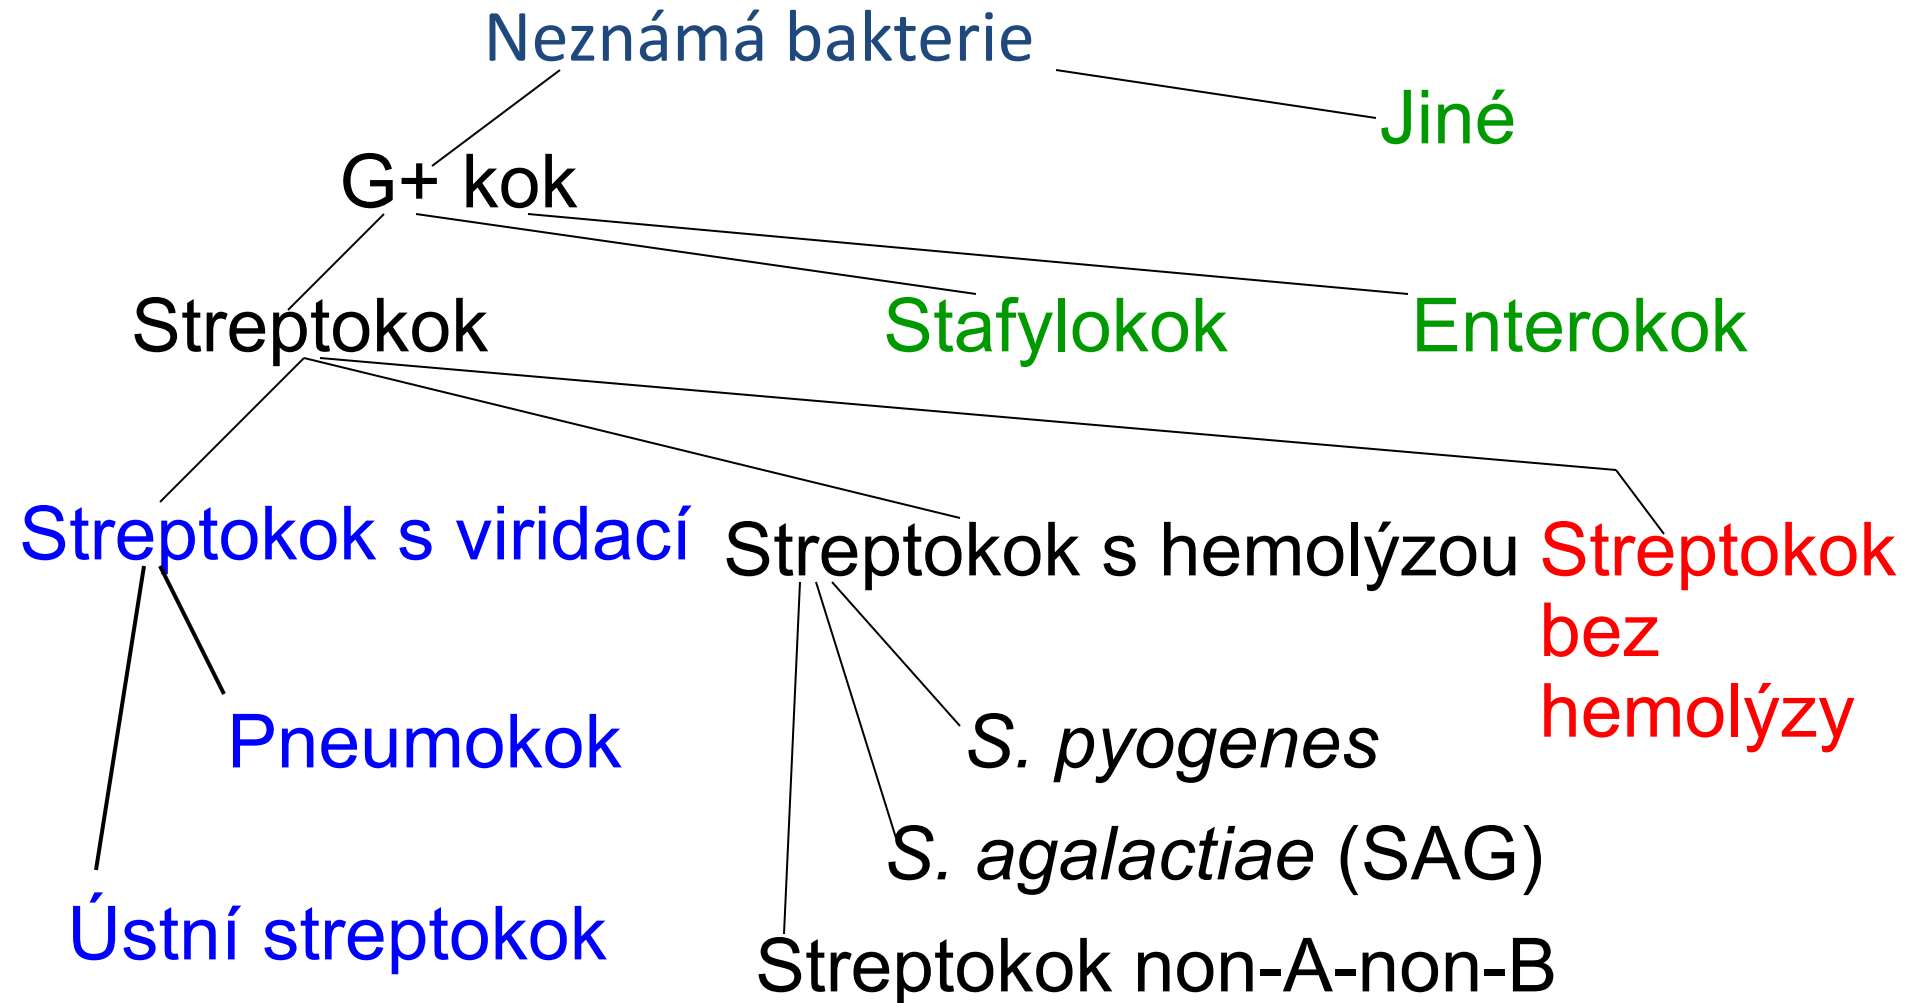 Neznámá bakterie
Jiné
G+ kok
Streptokok
Stafylokok
Enterokok
Streptokok s viridací
Streptokok s hemolýzou
Streptokok
bez
hemolýzy
Pneumokok
S. pyogenes
S. agalactiae (SAG)
Ústní streptokok
Streptokok non-A-non-B